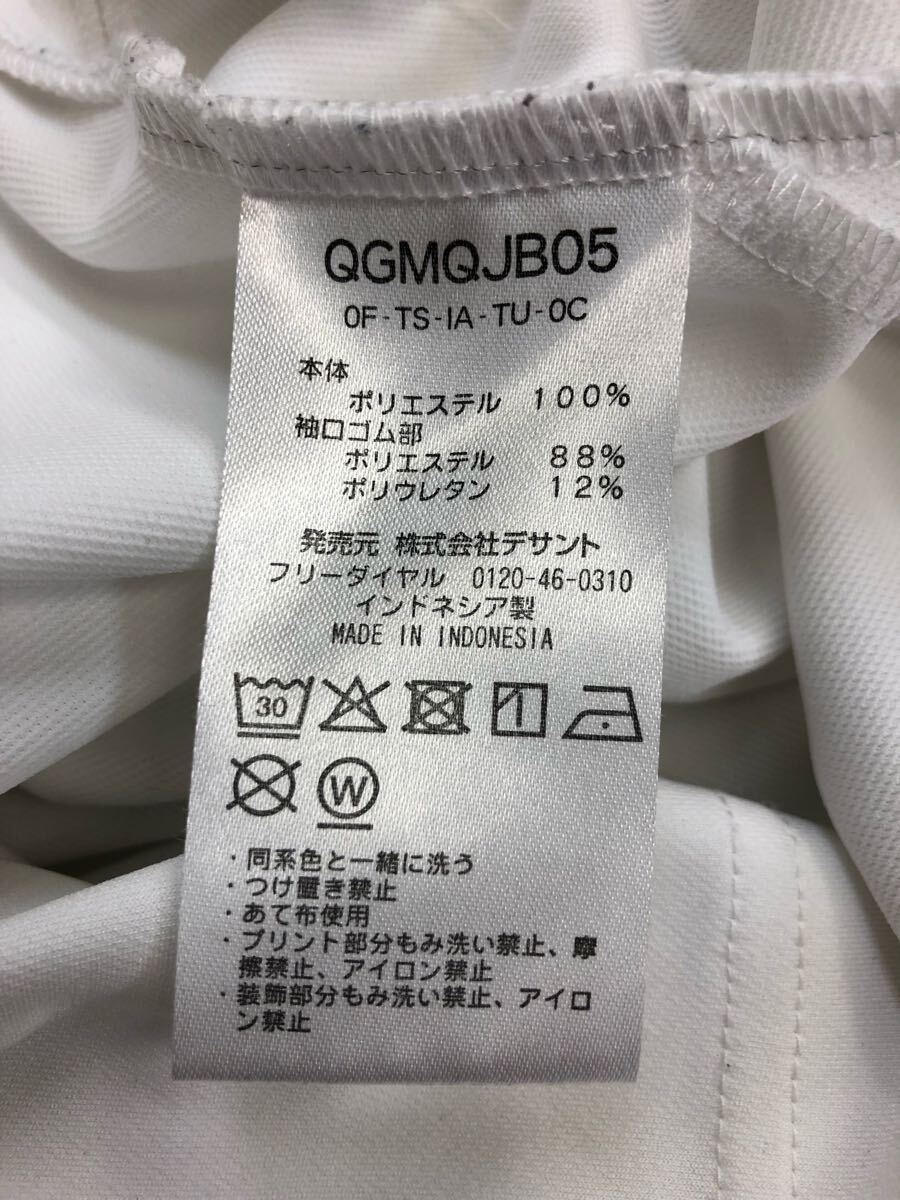 QGMQJB05
0F-TS-IA-TU-0C
本体
ポリエステル 100%
袖口ゴム部
ポリエステル 88%
ポリウレタン 12%
発売元 株式会社デサント
フリーダイヤル 0120-46-0310
インドネシア製
MADE IN INDONESIA
30
W
・同系色と一緒に洗う
・つけ置き禁止
・あて布使用
・プリント部分もみ洗い禁止、摩
擦禁止、アイロン禁止
・装飾部分もみ洗い禁止、アイロ
ン禁止